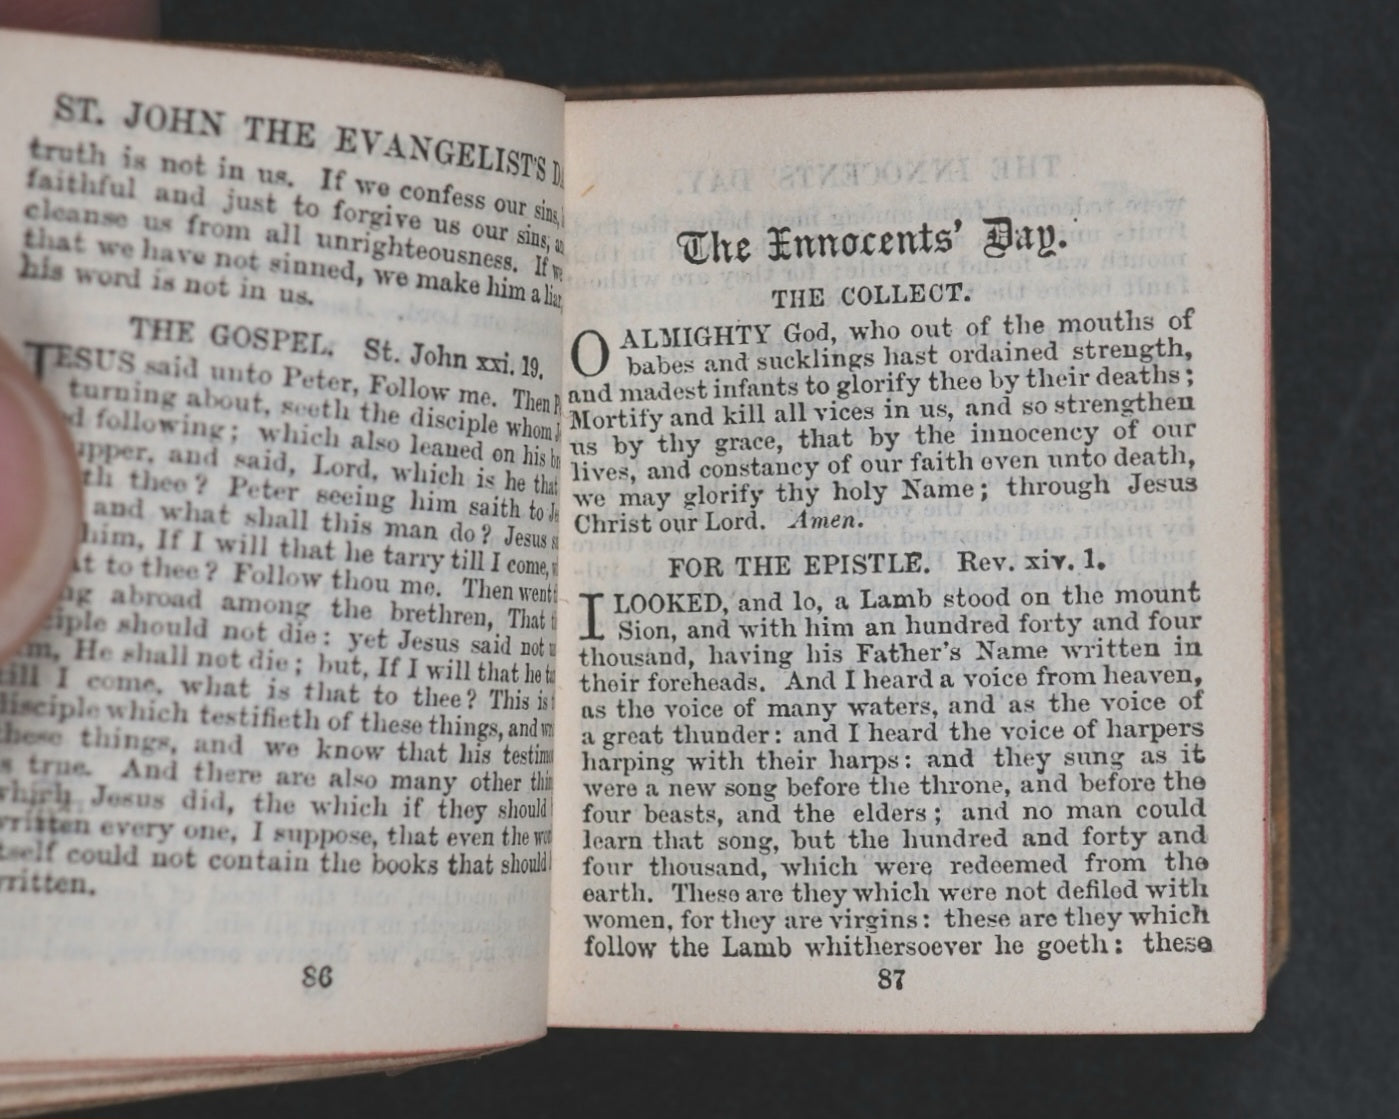 ST. JOHN THE EVANGELIST'S
truth is not in us. If we confess our sins,
faithful and just to forgive us our sins,
cleanse us from all unrighteousness. If
that we have not sinned, we make him a liar,
his word is not in us.
THE GOSPEL. St. John xxi. 19.
JESUS said unto Peter, Follow me. Then
turning about, seeth the disciple whom
following; which also leaned on his
and said, Lord, which is he that
thee? Peter seeing him saith to
and what shall this man do? Jesus
him, If I will that he tarry till I come,
to thee? Follow thou me. Then went
abroad among the brethren, That
should not die: yet Jesus said not
He shall not die; but, If I will that he
till I come, what is that to thee? This is
disciple which testifieth of these things, and
these things, and we know that his
is true. And there are also many other
which Jesus did, the which if they should
written every one, I suppose, that even the
itself could not contain the books that should
written.
86
The Innocents' Day.
THE COLLECT.
O ALMIGHTY God, who out of the mouths of
babes and sucklings hast ordained strength,
and madest infants to glorify thee by their deaths;
Mortify and kill all vices in us, and so strengthen
us by thy grace, that by the innocency of our
lives, and constancy of our faith even unto death,
we may glorify thy holy Name; through Jesus
Christ our Lord. Amen.
FOR THE EPISTLE. Rev. xiv. 1.
I LOOKED, and lo, a Lamb stood on the mount
Sion, and with him an hundred forty and four
thousand, having his Father's Name written in
their foreheads. And I heard a voice from heaven,
as the voice of many waters, and as the voice of
a great thunder: and I heard the voice of harpers
harping with their harps: and they sung as it
were a new song before the throne, and before the
four beasts, and the elders; and no man could
learn that song, but the hundred and forty and
four thousand, which were redeemed from the
earth. These are they which were not defiled with
women, for they are virgins: these are they which
follow the Lamb whithersoever he goeth: these
87